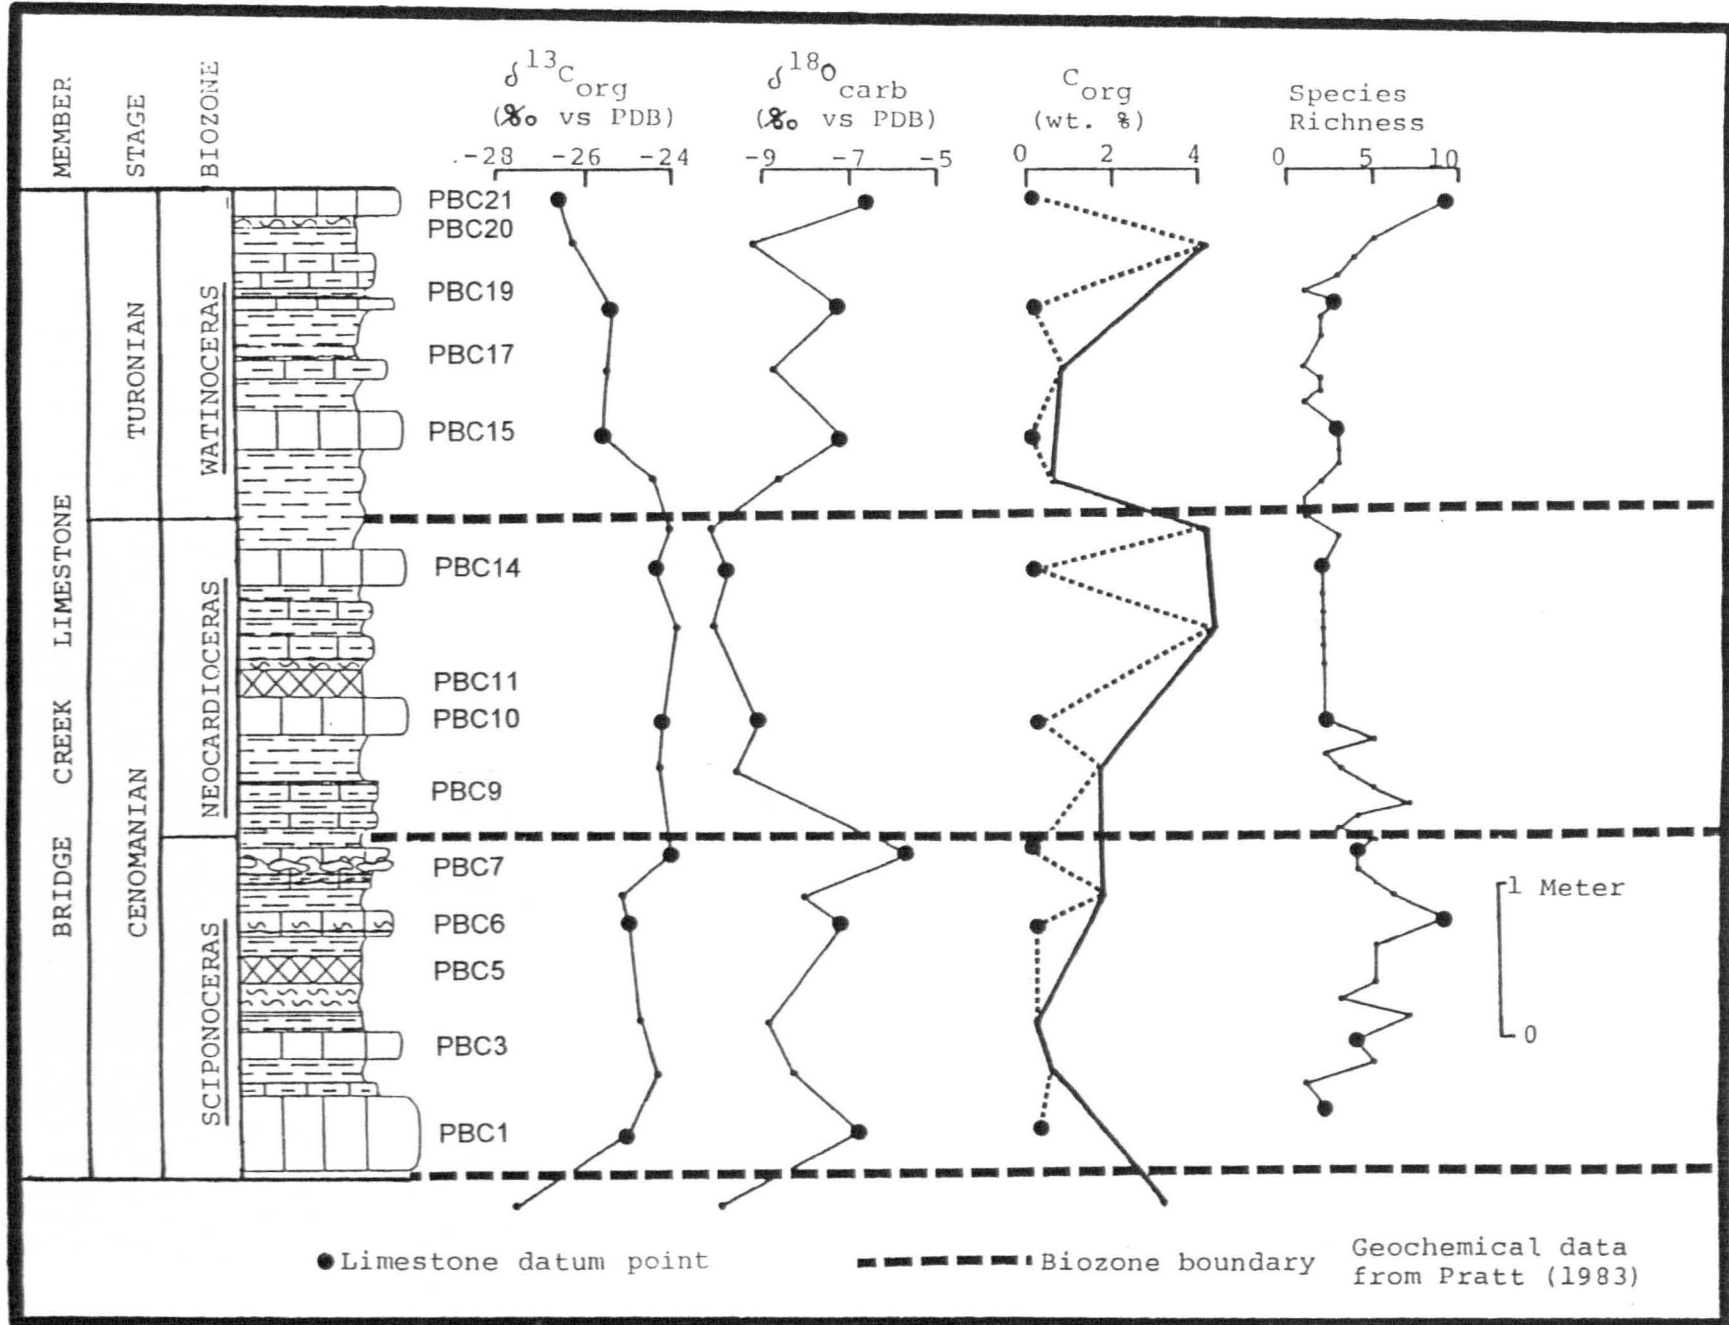 MEMBER
STAGE
BIOZONE
δ13Corg
(‰ vs PDB)
δ18Ocarb
(‰ vs PDB)
Corg
(wt. %)
Species
Richness
-28 -26 -24
-9 -7 -5
0 2 4
0 5 10
BRIDGE CREEK LIMESTONE
TURONIAN
CENOMANIAN
WATINOCERAS
NEOCARDIOCERAS
SCIPONOCERAS
PBC21
PBC20
PBC19
PBC17
PBC15
PBC14
PBC11
PBC10
PBC9
PBC7
PBC6
PBC5
PBC3
PBC1
1 Meter
0
Limestone datum point
Biozone boundary
Geochemical data
from Pratt (1983)